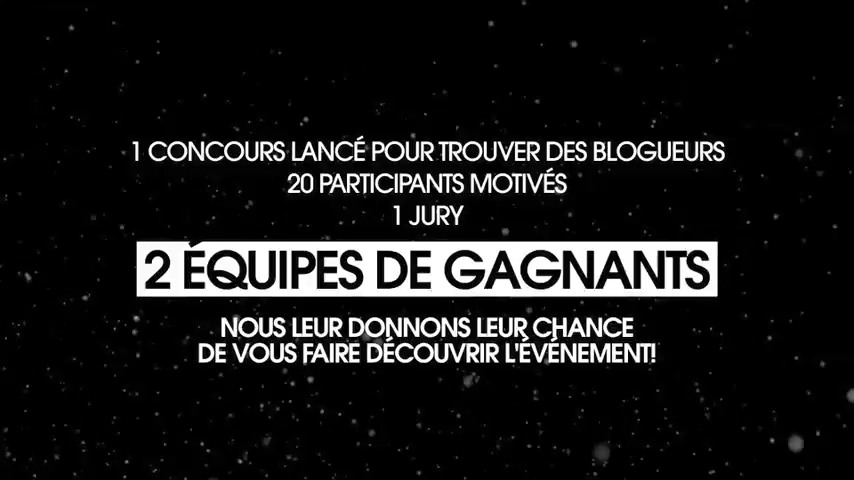 1 CONCOURS LANCÉ POUR TROUVER DES BLOGUEURS
20 PARTICIPANTS MOTIVÉS
1 JURY
2 ÉQUIPES DE GAGNANTS
NOUS LEUR DONNONS LEUR CHANCE
DE VOUS FAIRE DÉCOUVRIR L'ÉVÉNEMENT!